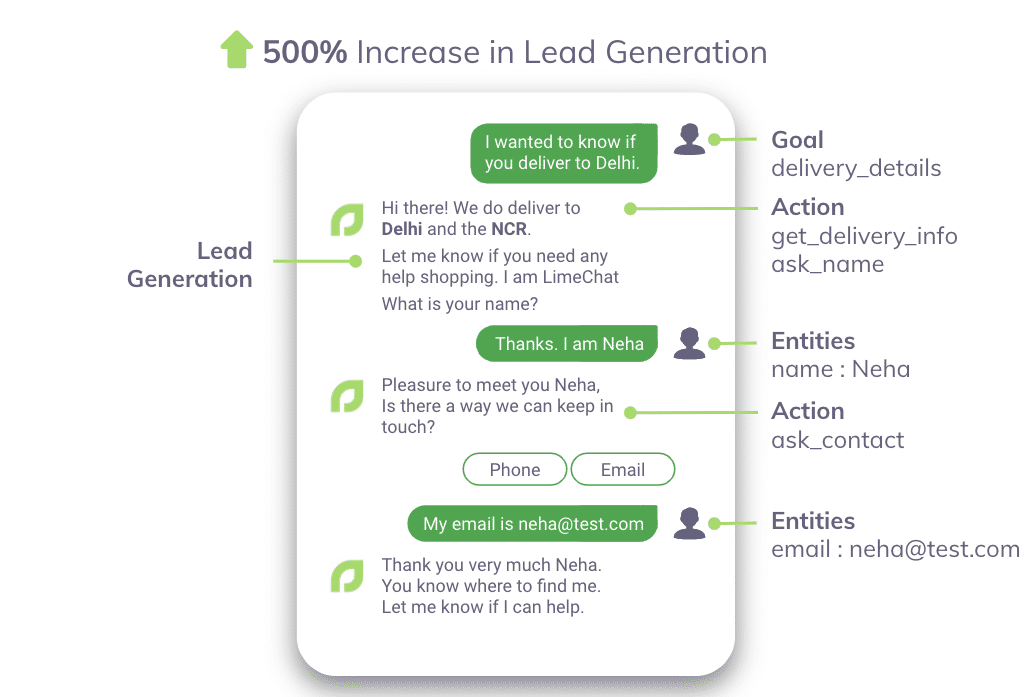 500% Increase in Lead Generation
I wanted to know if
you deliver to Delhi.
Goal
delivery_details
Hi there! We do deliver to
Delhi and the NCR.
Action
get_delivery_info
ask_name
Lead
Generation
Let me know if you need any
help shopping. I am LimeChat
What is your name?
Thanks. I am Neha
Entities
name : Neha
Pleasure to meet you Neha,
Is there a way we can keep in
touch?
Action
ask_contact
Phone
Email
My email is neha@test.com
Entities
email : neha@test.com
Thank you very much Neha.
You know where to find me.
Let me know if I can help.